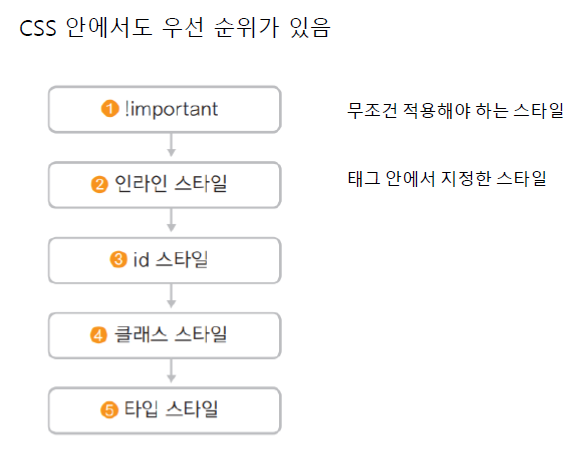 CSS 안에서도 우선 순위가 있음
1 !important
무조건 적용해야 하는 스타일
2 인라인 스타일
태그 안에서 지정한 스타일
3 id 스타일
4 클래스 스타일
5 타입 스타일